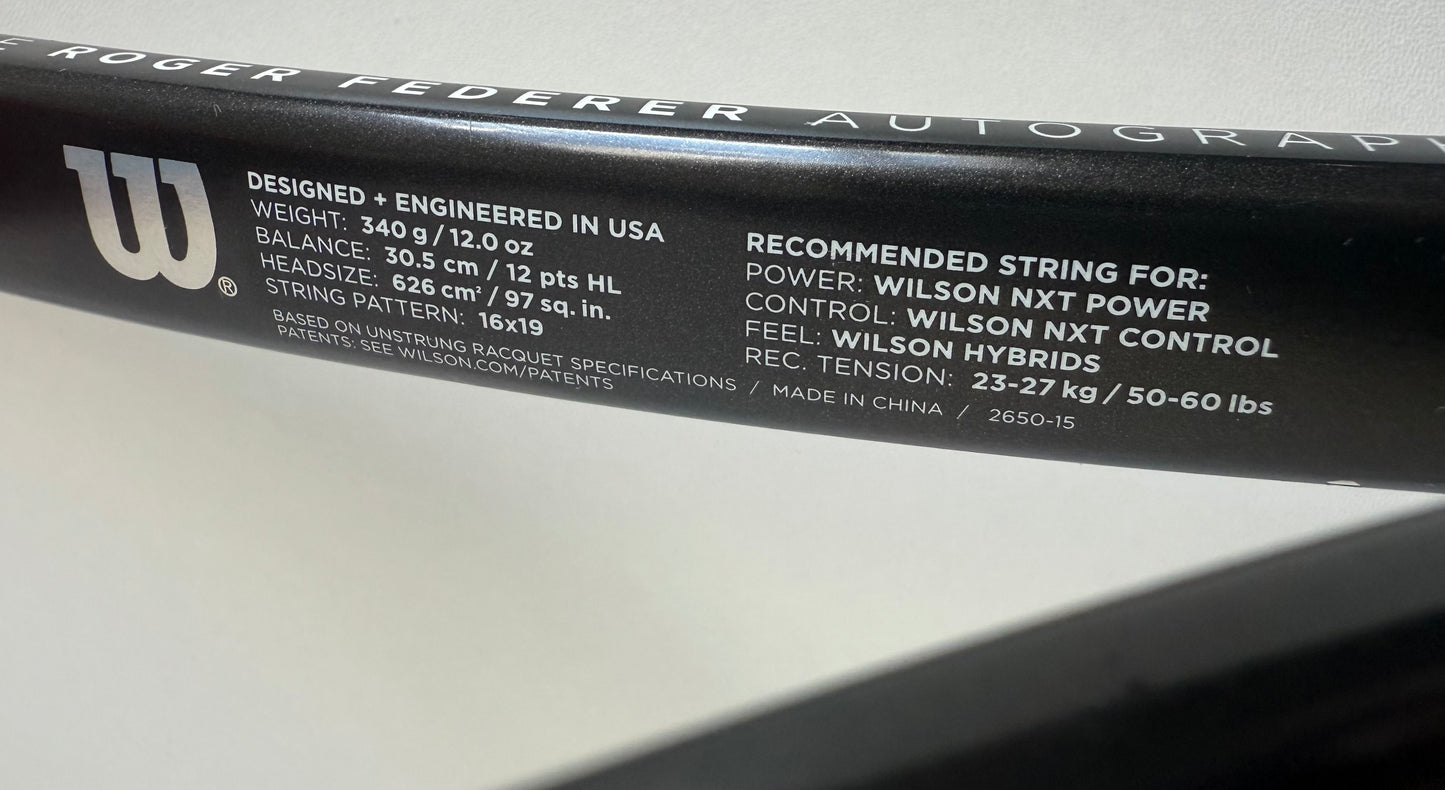 ROGER FEDERER AUTOGRAPH
W®
DESIGNED + ENGINEERED IN USA
WEIGHT: 340 g / 12.0 oz
BALANCE: 30.5 cm / 12 pts HL
HEADSIZE: 626 cm² / 97 sq. in.
STRING PATTERN: 16x19
BASED ON UNSTRUNG RACQUET SPECIFICATIONS / MADE IN CHINA / 2650-15
PATENTS: SEE WILSON.COM/PATENTS
RECOMMENDED STRING FOR:
POWER: WILSON NXT POWER
CONTROL: WILSON NXT CONTROL
FEEL: WILSON HYBRIDS
REC. TENSION: 23-27 kg / 50-60 lbs